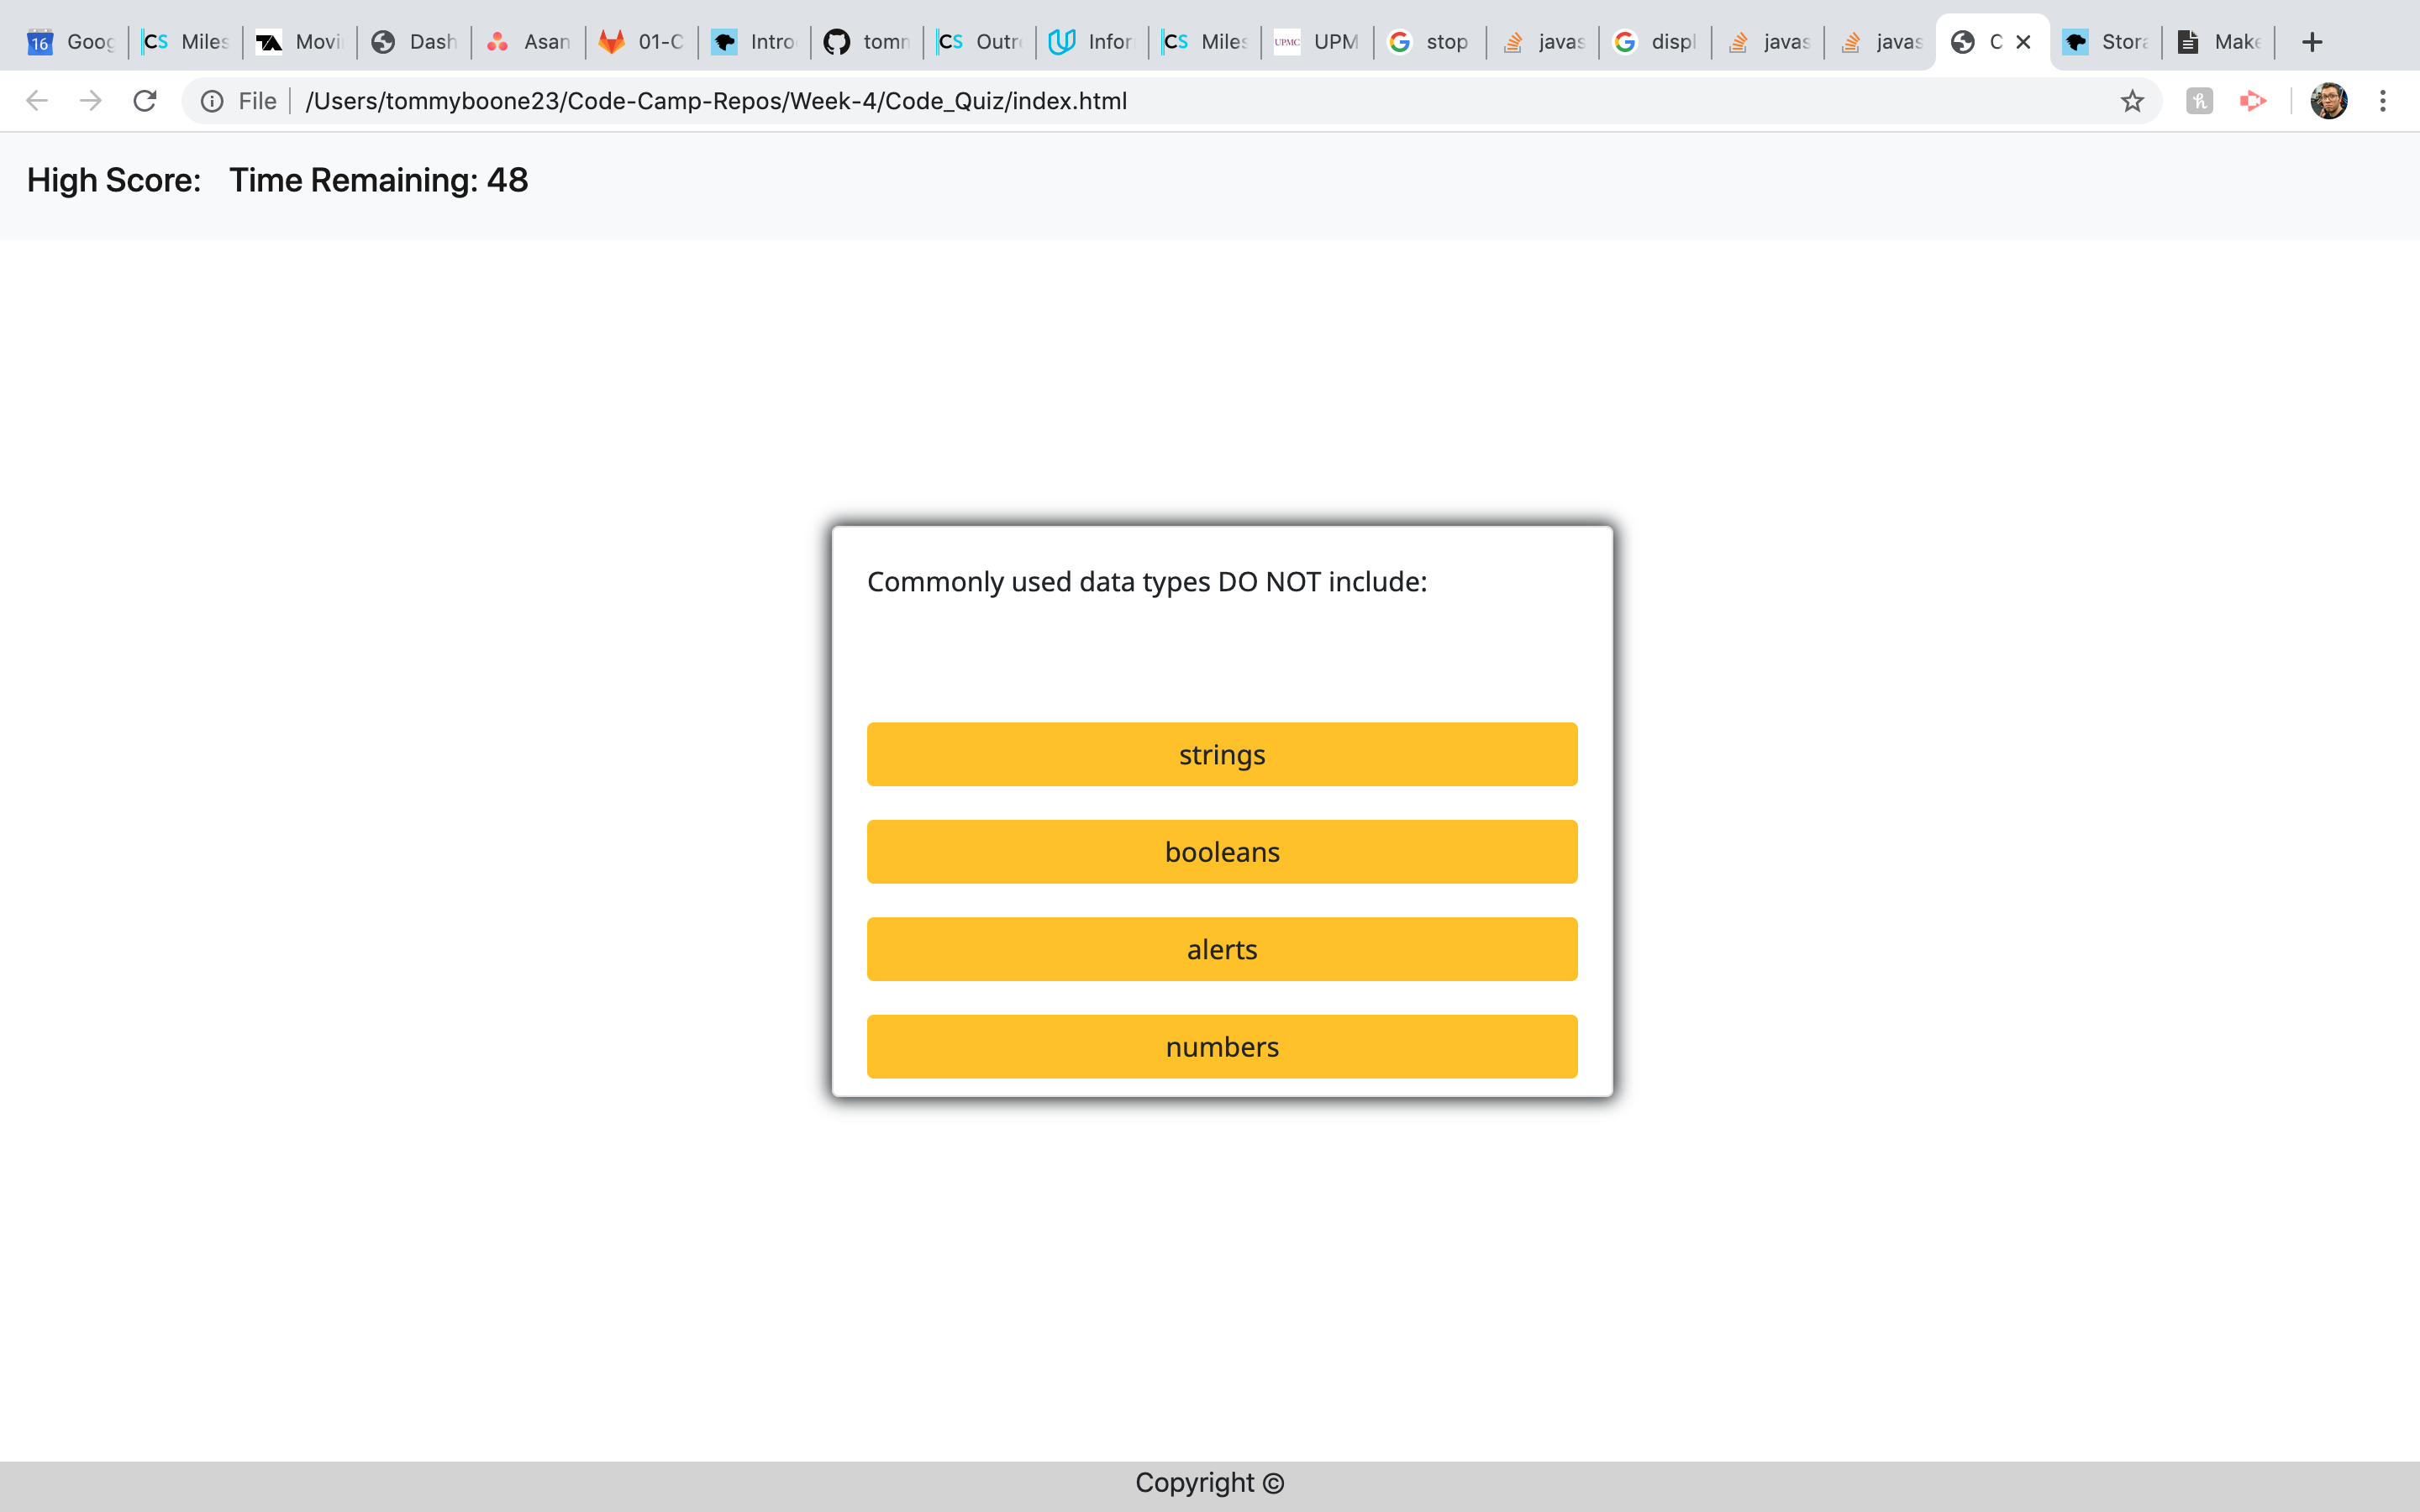 16 Goog CS Miles Movi Dash Asan 01-C Intro tomm CS Outre Infor CS Miles UPMC UPM stop javas displ javas javas C Stora Make
File /Users/tommyboone23/Code-Camp-Repos/Week-4/Code_Quiz/index.html
High Score: Time Remaining: 48
Commonly used data types DO NOT include:
strings
booleans
alerts
numbers
Copyright ©